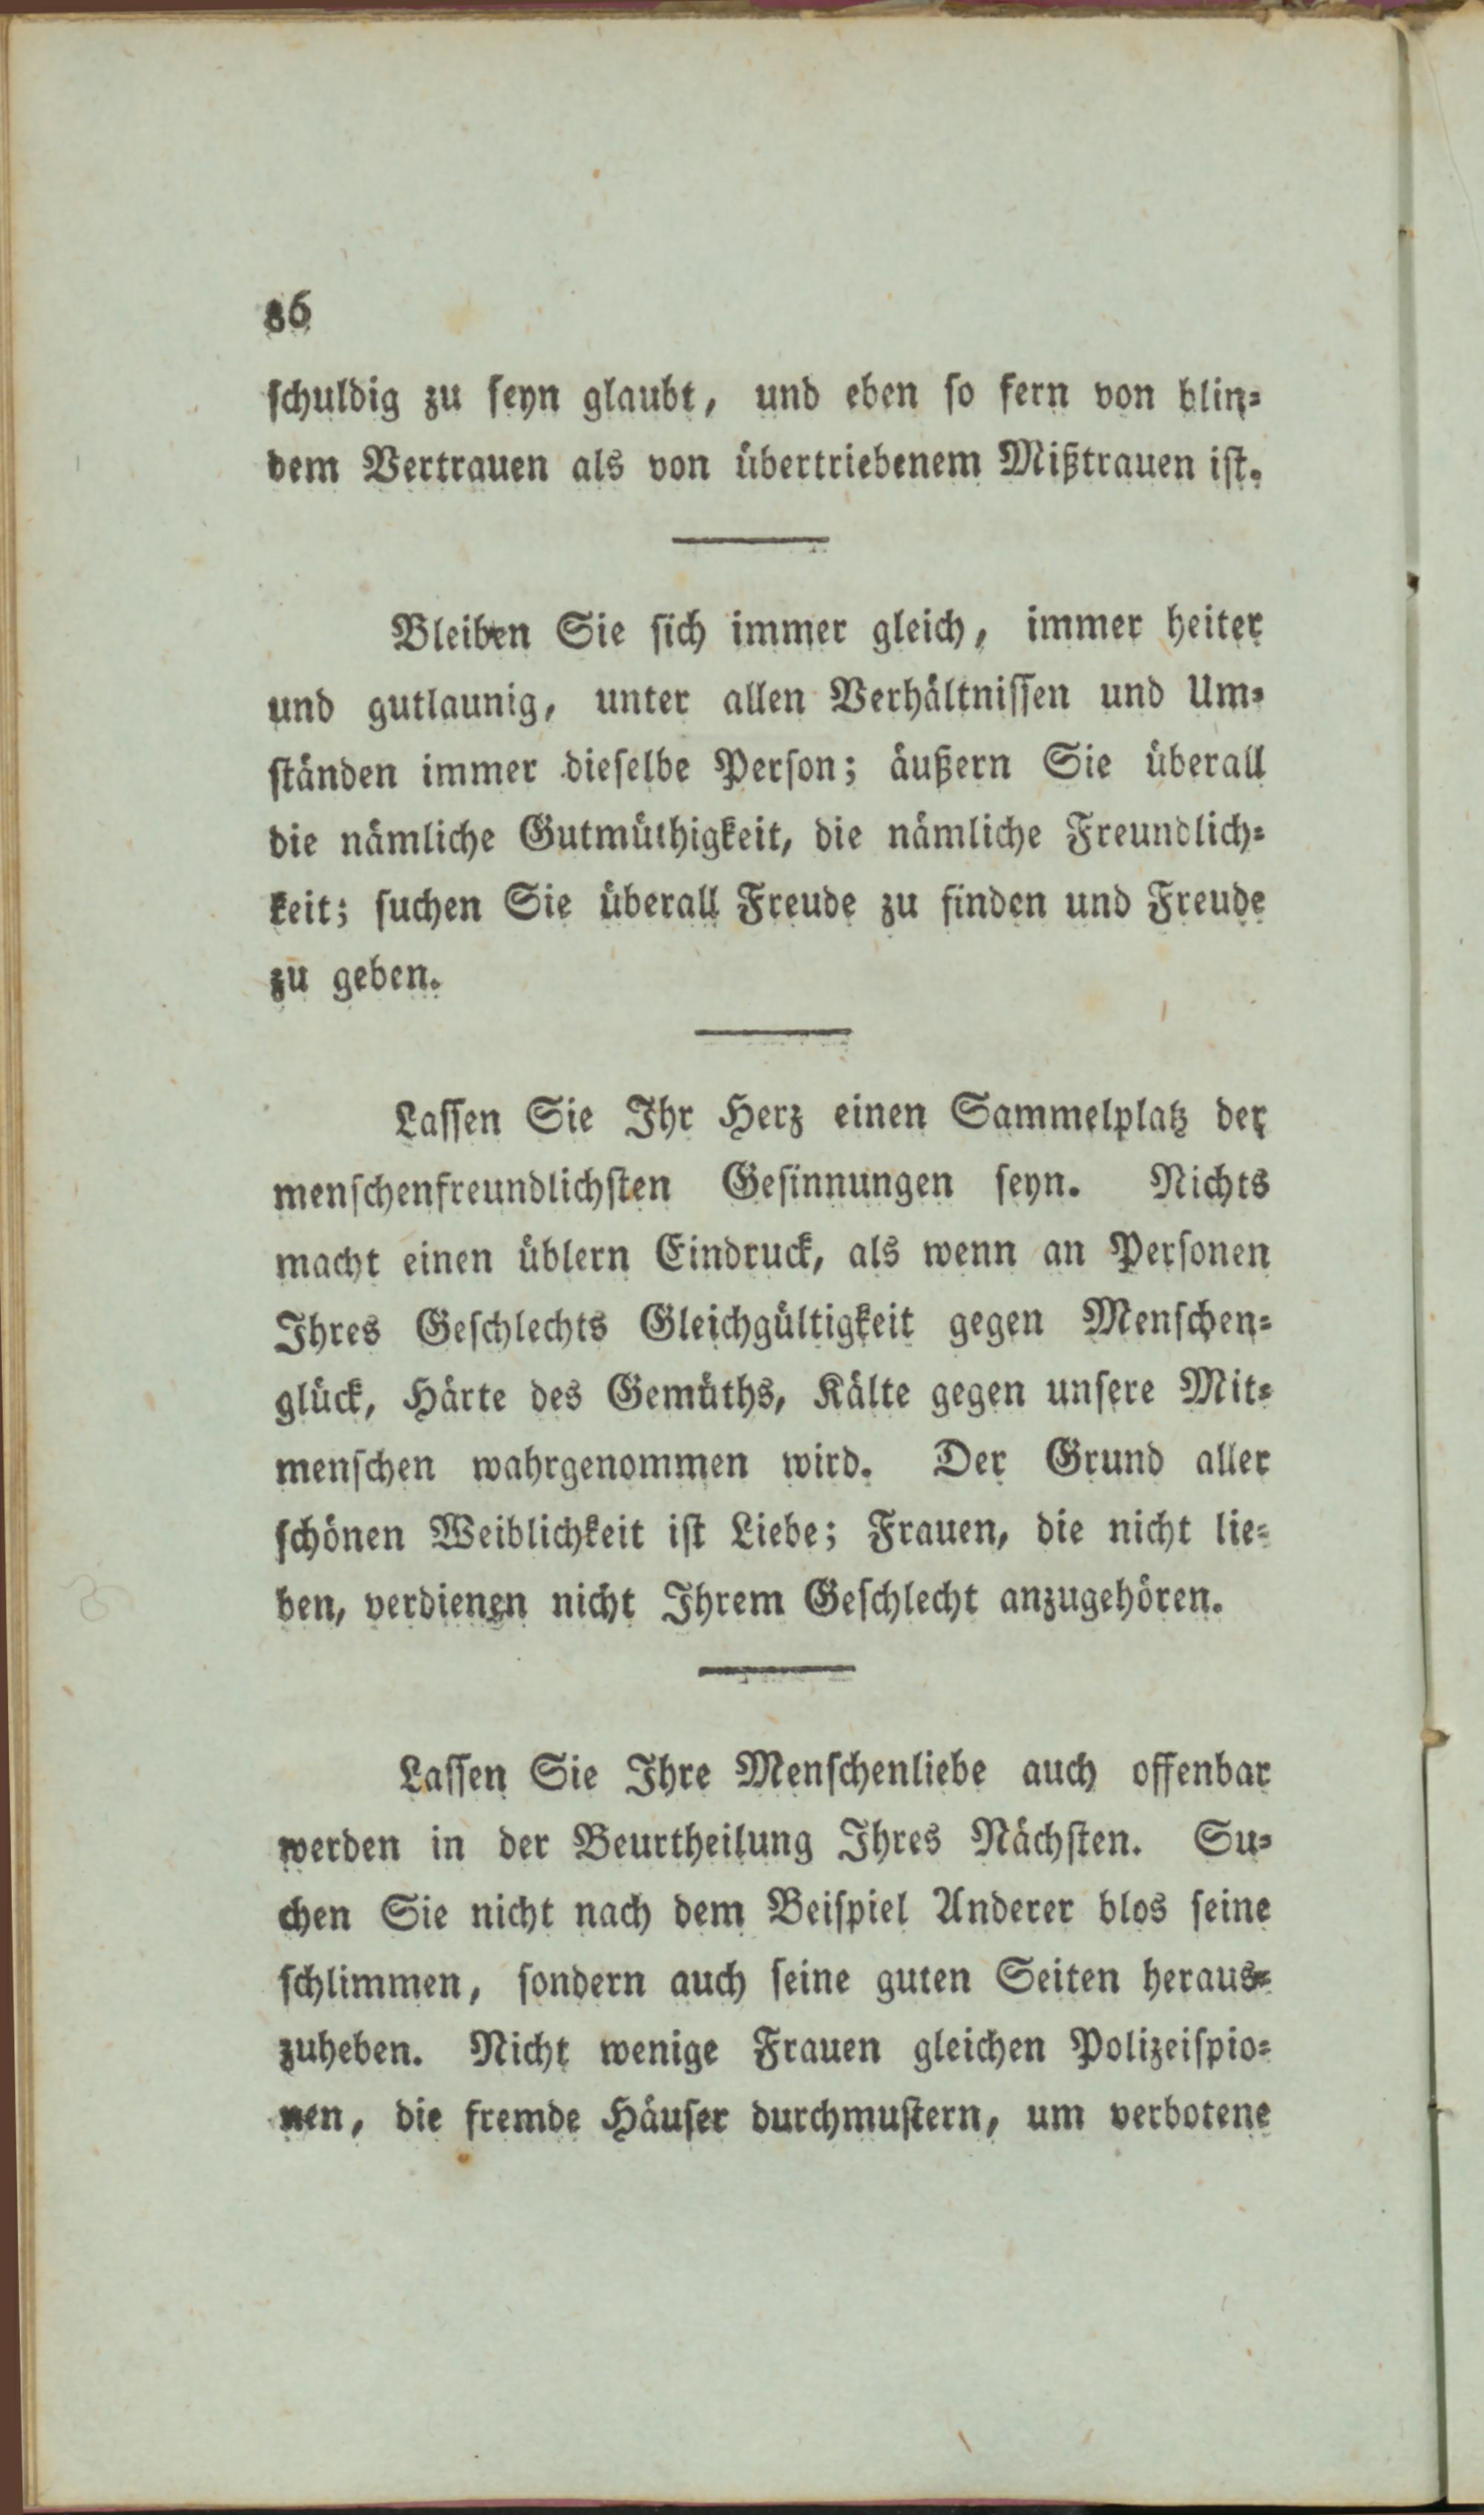 86
schuldig zu seyn glaubt, und eben so fern von blin-
dem Vertrauen als von übertriebenem Mißtrauen ist.
Bleiben Sie sich immer gleich, immer heiter
und gutlaunig, unter allen Verhältnissen und Um-
ständen immer dieselbe Person; äußern Sie überall
die nämliche Gutmüthigkeit, die nämliche Freundlich-
keit; suchen Sie überall Freude zu finden und Freude
zu geben.
Lassen Sie Ihr Herz einen Sammelplatz der
menschenfreundlichsten Gesinnungen seyn. Nichts
macht einen üblern Eindruck, als wenn an Personen
Ihres Geschlechts Gleichgültigkeit gegen Menschen-
glück, Härte des Gemüths, Kälte gegen unsere Mit-
menschen wahrgenommen wird. Der Grund aller
schönen Weiblichkeit ist Liebe; Frauen, die nicht lie-
ben, verdienen nicht Ihrem Geschlecht anzugehören.
Lassen Sie Ihre Menschenliebe auch offenbar
werden in der Beurtheilung Ihres Nächsten. Su-
chen Sie nicht nach dem Beispiel Anderer blos seine
schlimmen, sondern auch seine guten Seiten heraus-
zuheben. Nicht wenige Frauen gleichen Polizeispio-
nen, die fremde Häuser durchmustern, um verbotene